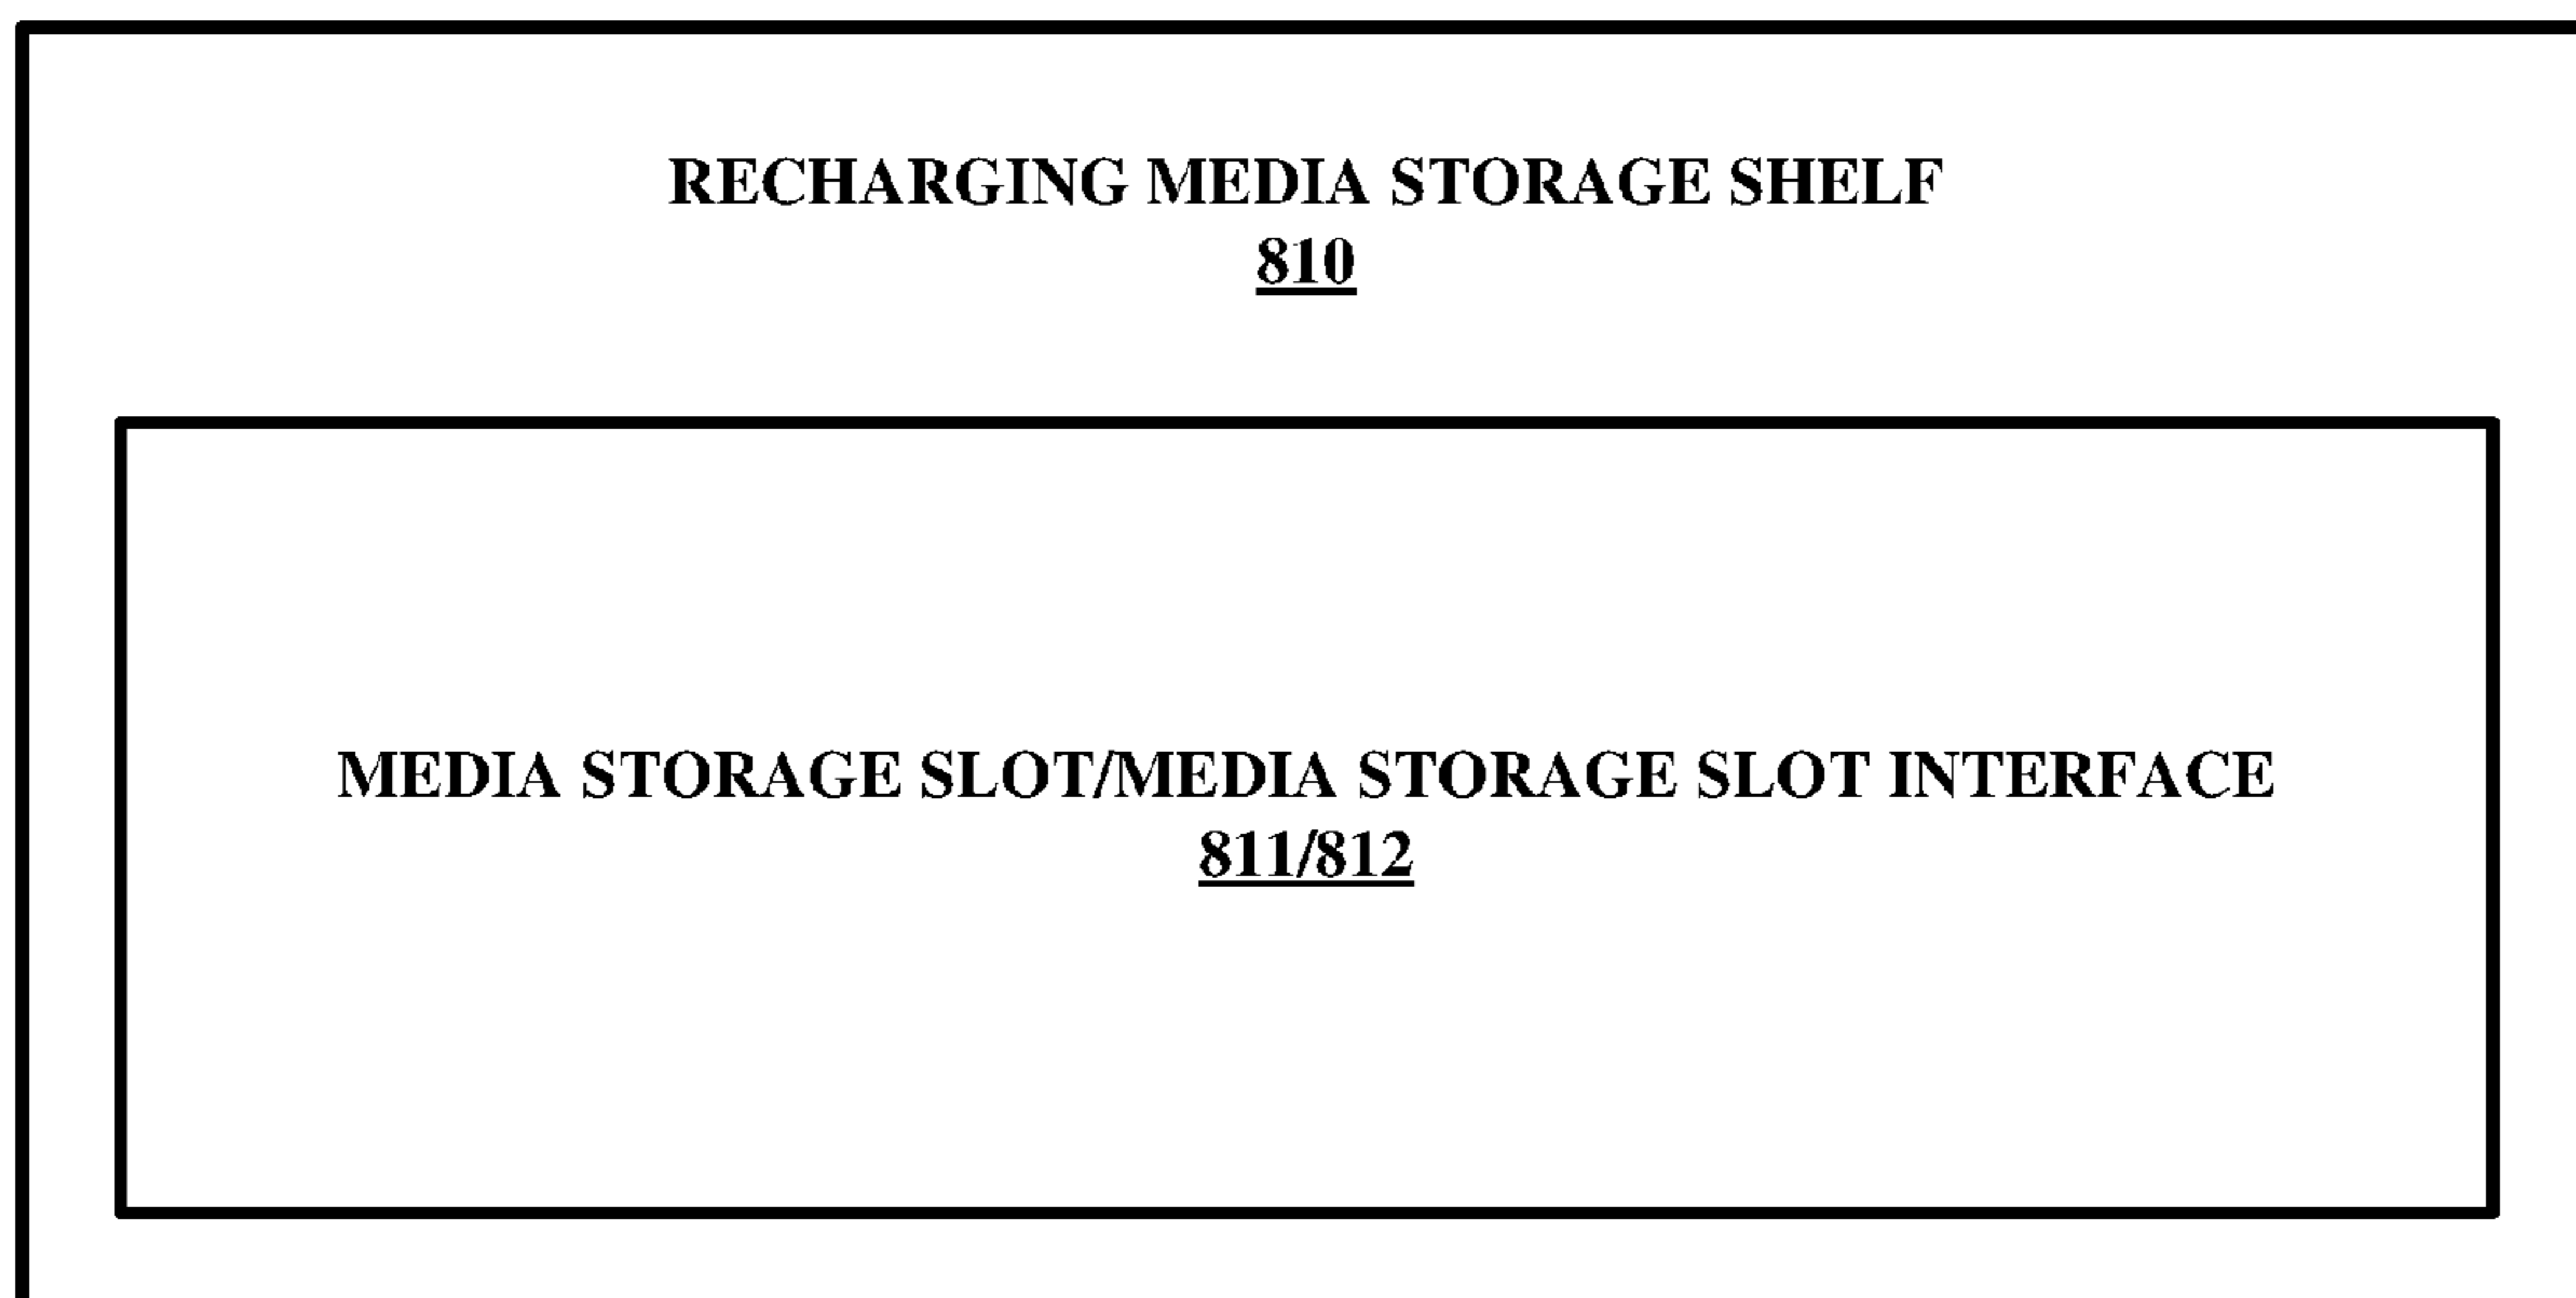 RECHARGING MEDIA STORAGE SHELF
810
MEDIA STORAGE SLOT/MEDIA STORAGE SLOT INTERFACE
811/812